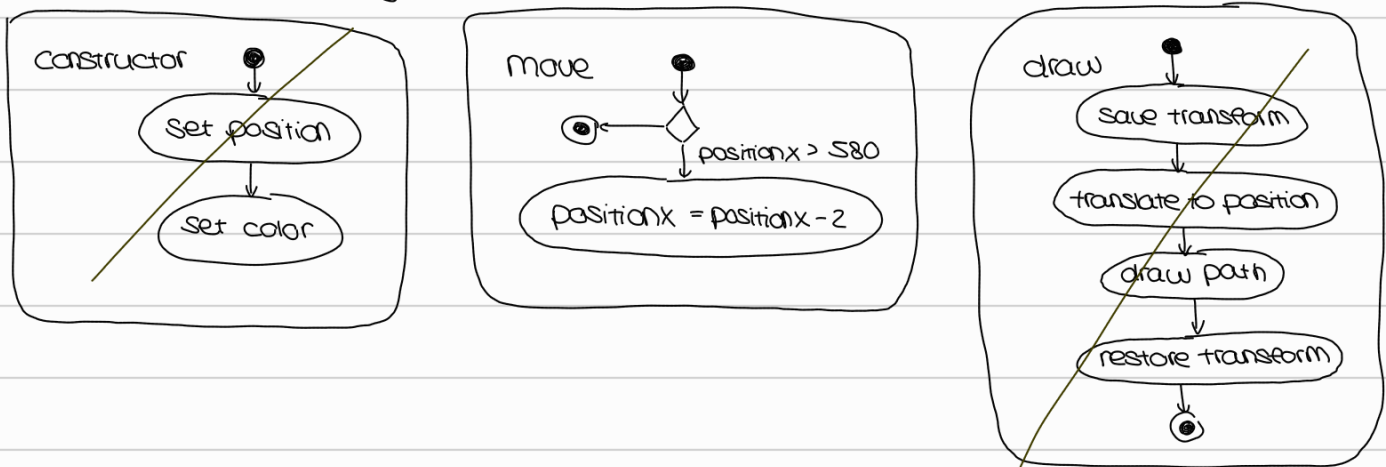 constructor
set position
set color
move
positionx > 580
positionx = positionx - 2
draw
save transform
translate to position
draw path
restore transform